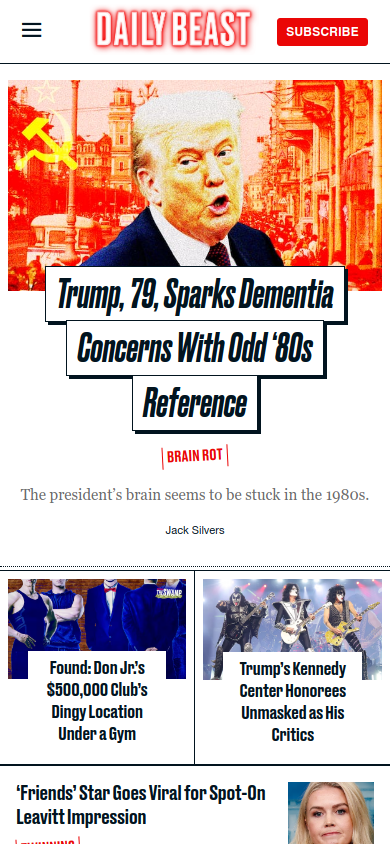 DAILY BEAST
SUBSCRIBE
Trump, 79, Sparks Dementia
Concerns With Odd ‘80s
Reference
BRAIN ROT
The president’s brain seems to be stuck in the 1980s.
Jack Silvers
THE SWAMP
Found: Don Jr.’s
$500,000 Club’s
Dingy Location
Under a Gym
Trump’s Kennedy
Center Honorees
Unmasked as His
Critics
‘Friends’ Star Goes Viral for Spot-On
Leavitt Impression